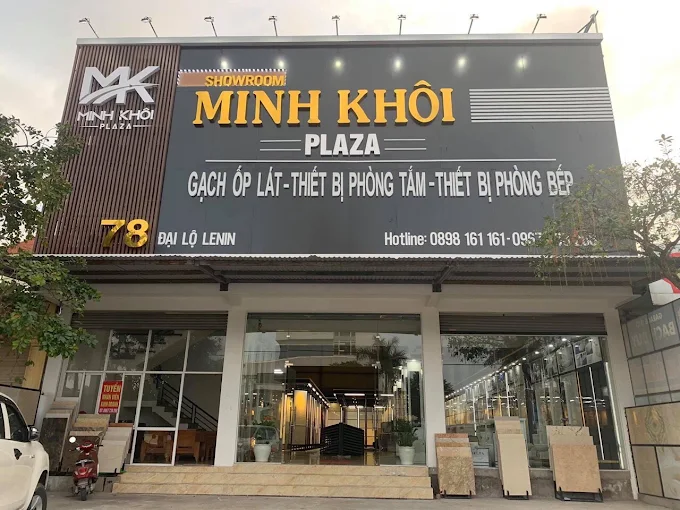 MK
MINH KHÔI
PLAZA
SHOWROOM
MINH KHÔI
PLAZA
GẠCH ỐP LÁT-THIẾT BỊ PHÒNG TẮM-THIẾT BỊ PHÒNG BẾP
78 ĐẠI LỘ LENIN
Hotline: 0898 161 161-
TUYỂN